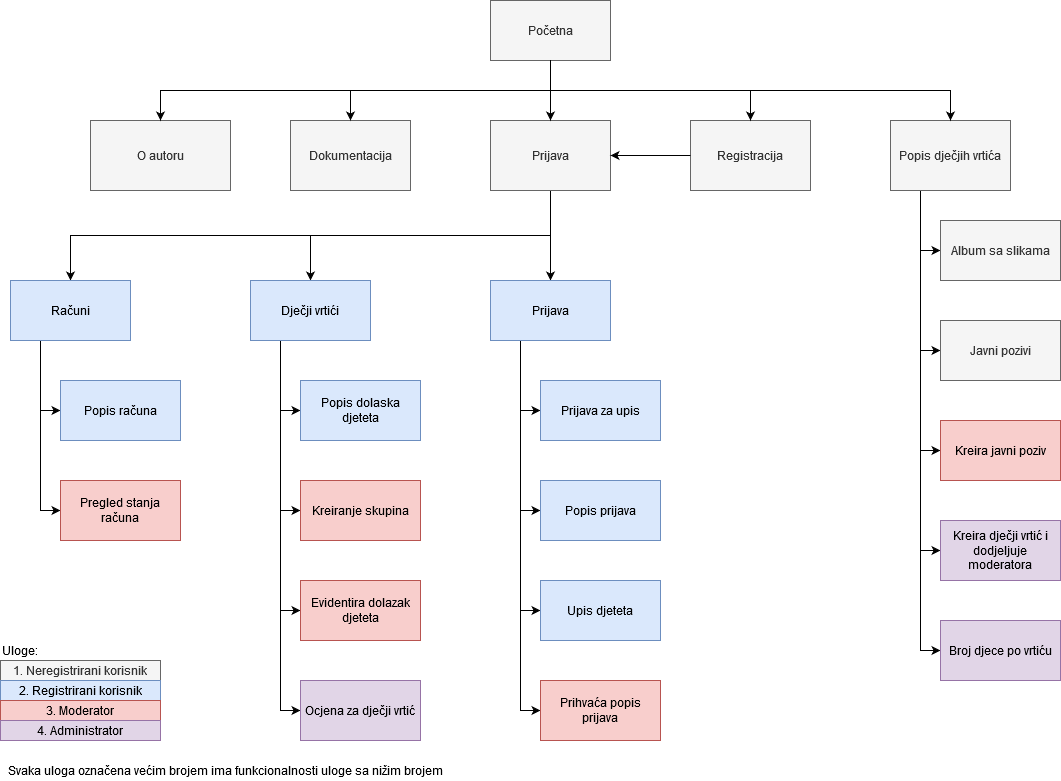 Početna
O autoru
Dokumentacija
Prijava
Registracija
Popis dječjih vrtića
Album sa slikama
Javni pozivi
Kreira javni poziv
Kreira dječji vrtić i
dodjeljuje
moderatora
Broj djece po vrtiću
Računi
Popis računa
Pregled stanja
računa
Dječji vrtići
Popis dolaska
djeteta
Kreiranje skupina
Evidentira dolazak
djeteta
Ocjena za dječji vrtić
Prijava
Prijava za upis
Popis prijava
Upis djeteta
Prihvaća popis
prijava
Uloge:
1. Neregistrirani korisnik
2. Registrirani korisnik
3. Moderator
4. Administrator
Svaka uloga označena većim brojem ima funkcionalnosti uloge sa nižim brojem